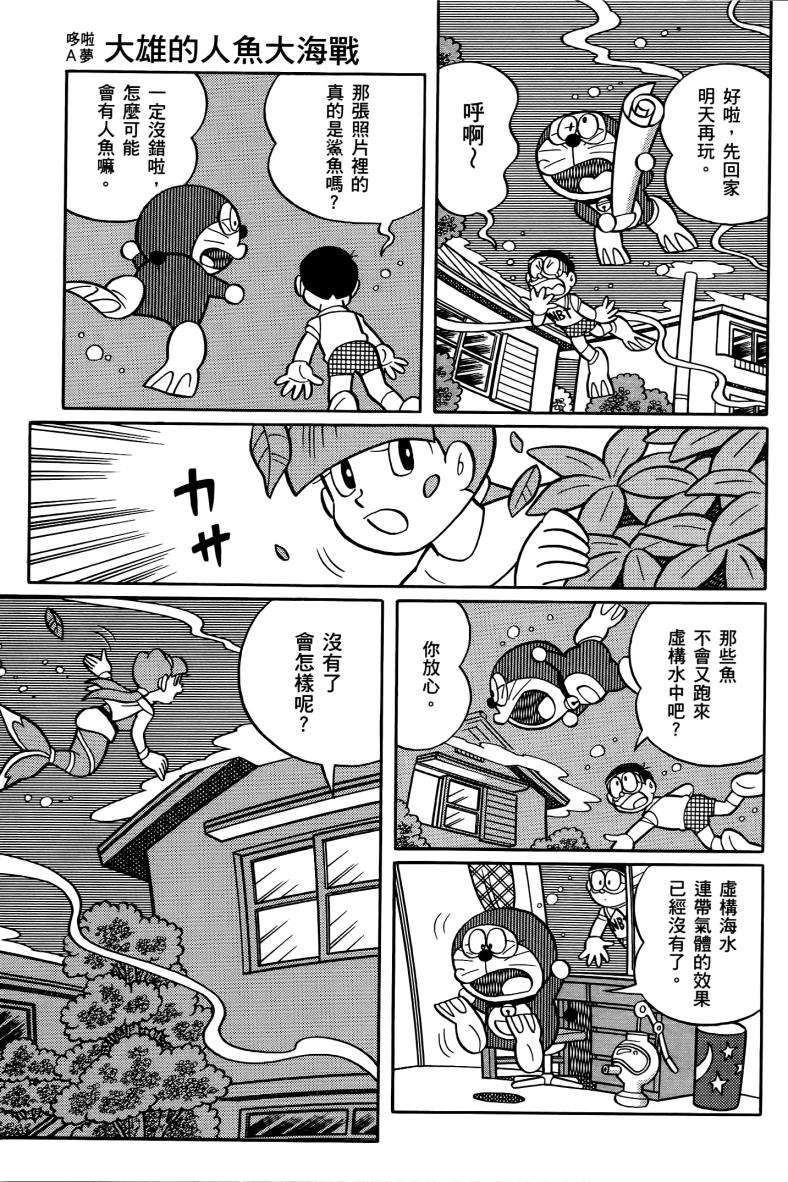 哆啦
A夢
大雄的人魚大海戰
好啦，先回家
明天再玩。
呼啊～
NBT
那張照片裡的
真的是鯊魚嗎？
一定沒錯啦，
怎麼可能
會有人魚嘛。
カ
サ
那些魚
不會又跑來
虛構水中吧？
你放心。
虛構海水
連帶氣體的效果
已經沒有了。
NBT
沒有了
會怎樣呢？